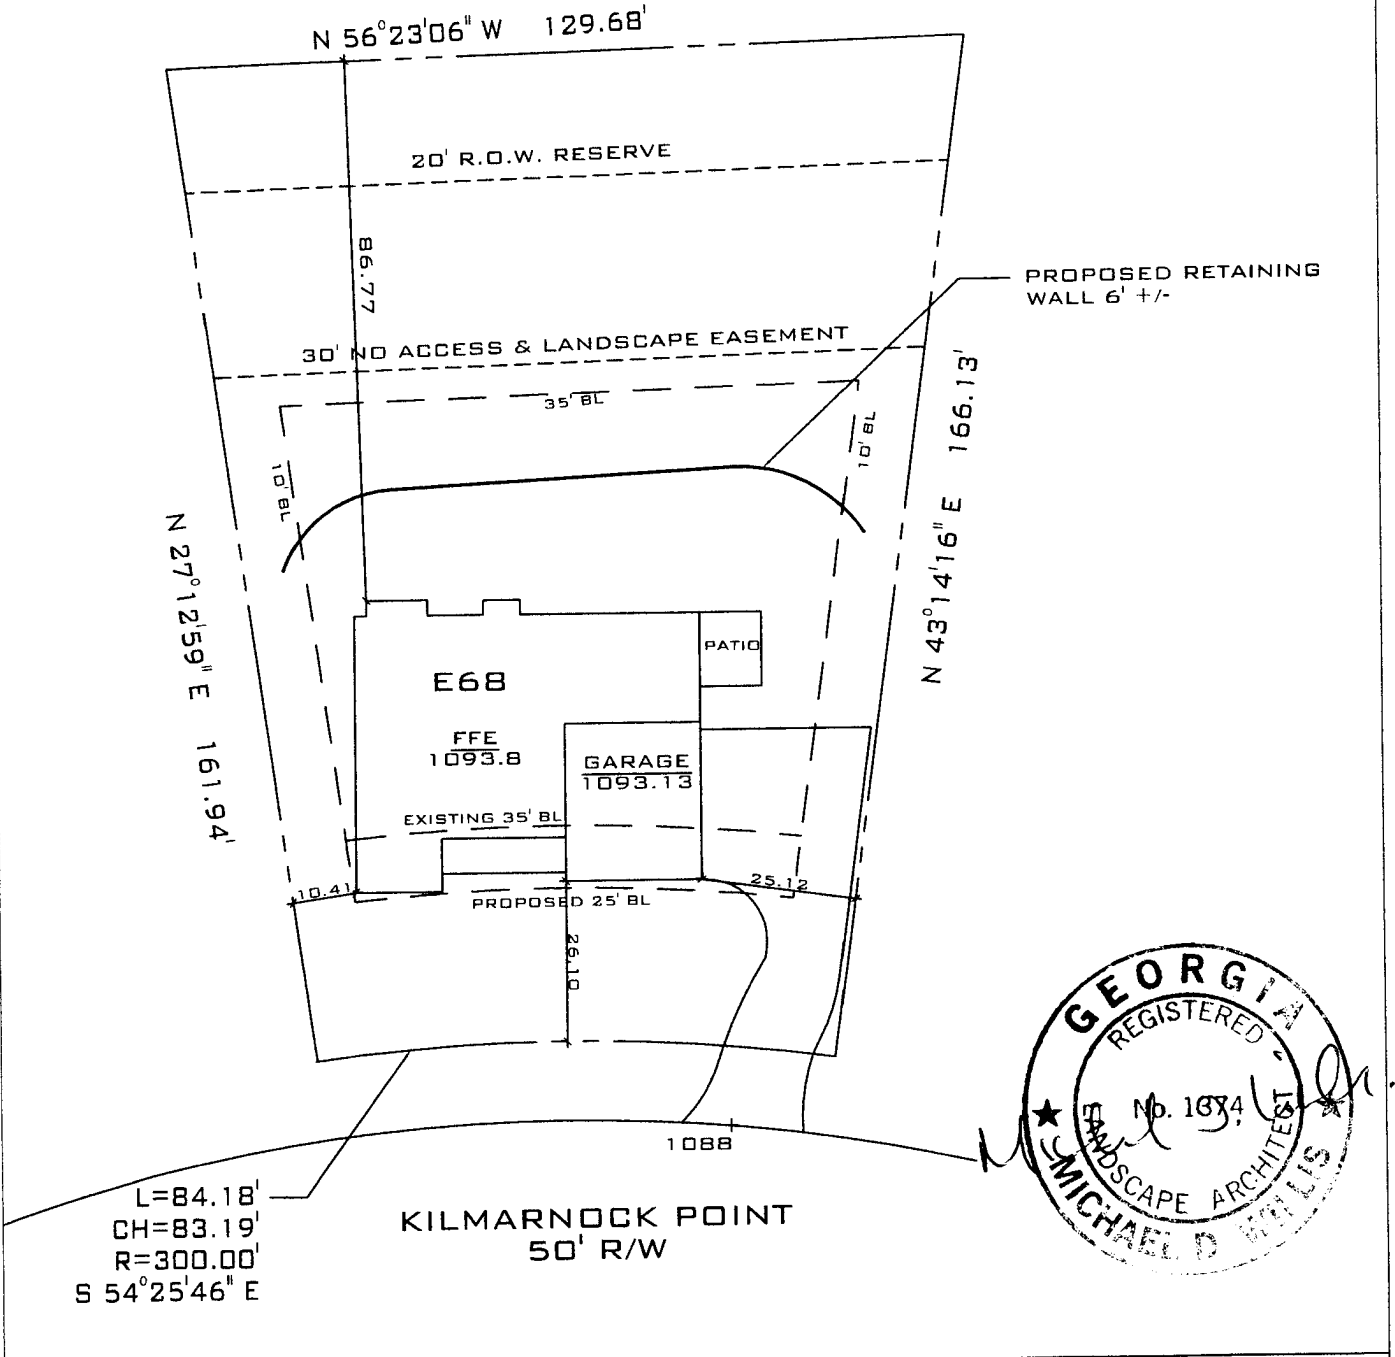 N 56°23'06" W 129.68'
20' R.O.W. RESERVE
86.77
PROPOSED RETAINING
WALL 6' +/-
30' NO ACCESS & LANDSCAPE EASEMENT
35' BL
10' BL
10' BL
N 43°14'16" E 166.13'
N 27°12'59" E 161.94'
PATIO
E68
FFE
1093.8
GARAGE
1093.13
EXISTING 35' BL
10.41
25.12
PROPOSED 25' BL
26.10
1088
L=84.18'
CH=83.19'
R=300.00'
S 54°25'46" E
KILMARNOCK POINT
50' R/W
GEORGIA
REGISTERED
No. 1374
LANDSCAPE ARCHITECT
MICHAEL D WILLIS